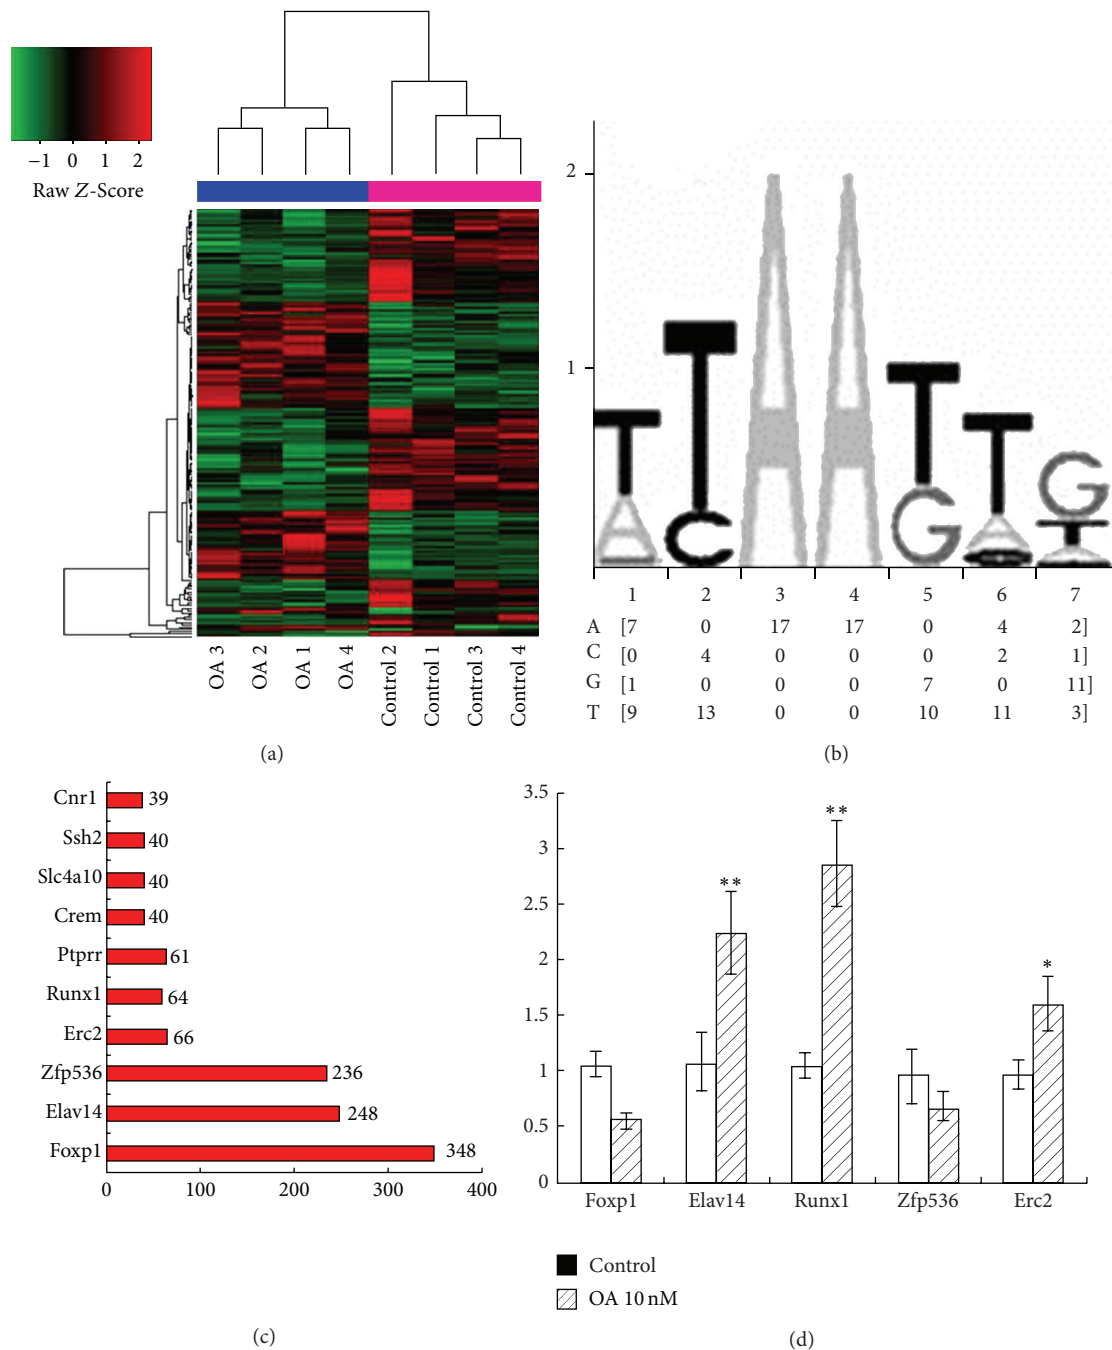 −1 0 1 2
Raw Z-Score
OA 3
OA 2
OA 1
OA 4
Control 2
Control 1
Control 3
Control 4
(a)
2
1
T T A A T T G
A C G A T
1 2 3 4 5 6 7
A [7 0 17 17 0 4 2]
C [0 4 0 0 0 2 1]
G [1 0 0 0 7 0 11]
T [9 13 0 0 10 11 3]
(b)
Cnr1 39
Ssh2 40
Slc4a10 40
Crem 40
Ptprr 61
Runx1 64
Erc2 66
Zfp536 236
Elav14 248
Foxp1 348
0 100 200 300 400
(c)
3.5
3
2.5
2
1.5
1
0.5
0
**
**
*
Foxp1 Elav14 Runx1 Zfp536 Erc2
Control
OA 10 nM
(d)